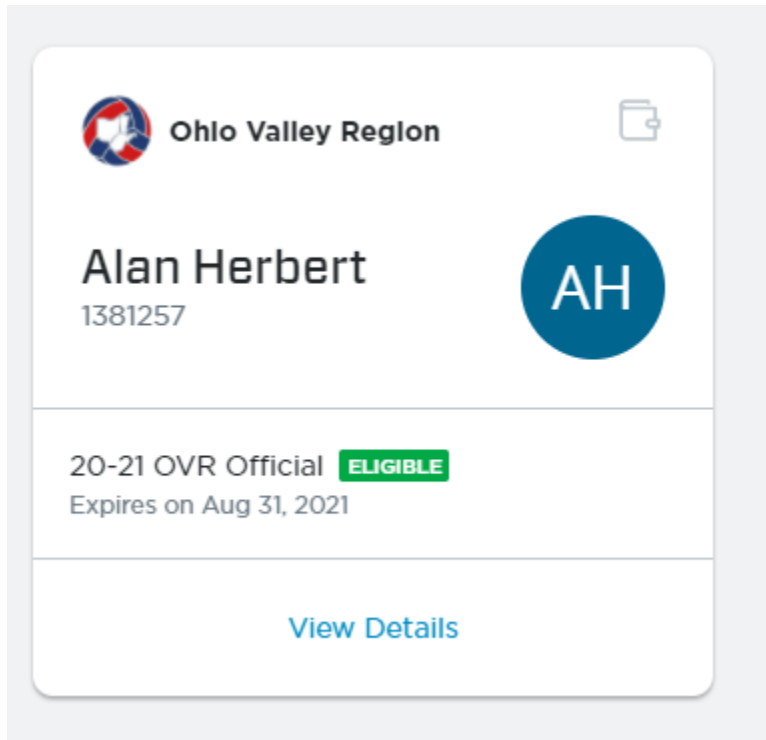 Ohio Valley Region
Alan Herbert
AH
1381257
20-21 OVR Official ELIGIBLE
Expires on Aug 31, 2021
View Details